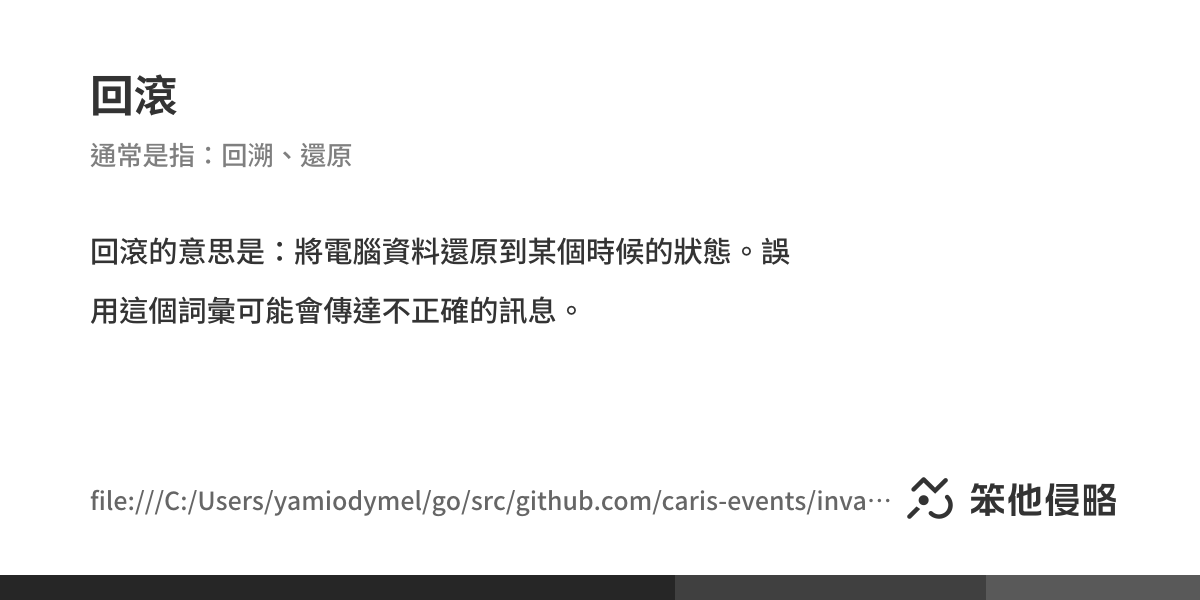 回滾
通常是指：回溯、還原
回滾的意思是：將電腦資料還原到某個時候的狀態。誤
用這個詞彙可能會傳達不正確的訊息。
file:///C:/Users/yamiodymel/go/src/github.com/caris-events/inva…
笨他侵略